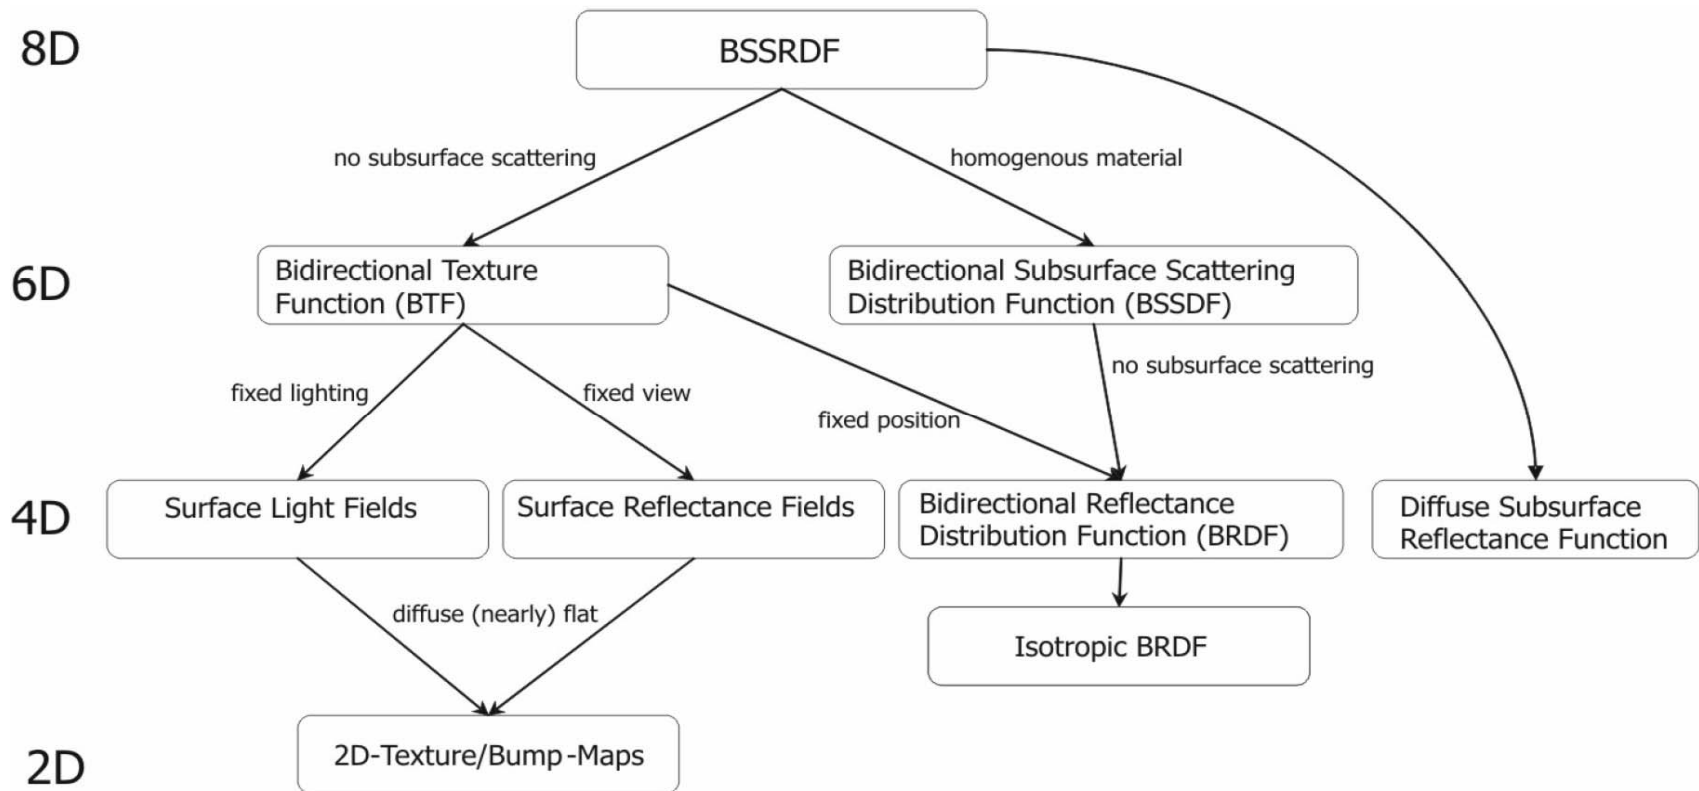 8D
BSSRDF
no subsurface scattering
homogenous material
6D
Bidirectional Texture
Function (BTF)
Bidirectional Subsurface Scattering
Distribution Function (BSSDF)
no subsurface scattering
fixed lighting
fixed view
fixed position
4D
Surface Light Fields
Surface Reflectance Fields
Bidirectional Reflectance
Distribution Function (BRDF)
Diffuse Subsurface
Reflectance Function
diffuse (nearly) flat
Isotropic BRDF
2D
2D-Texture/Bump-Maps